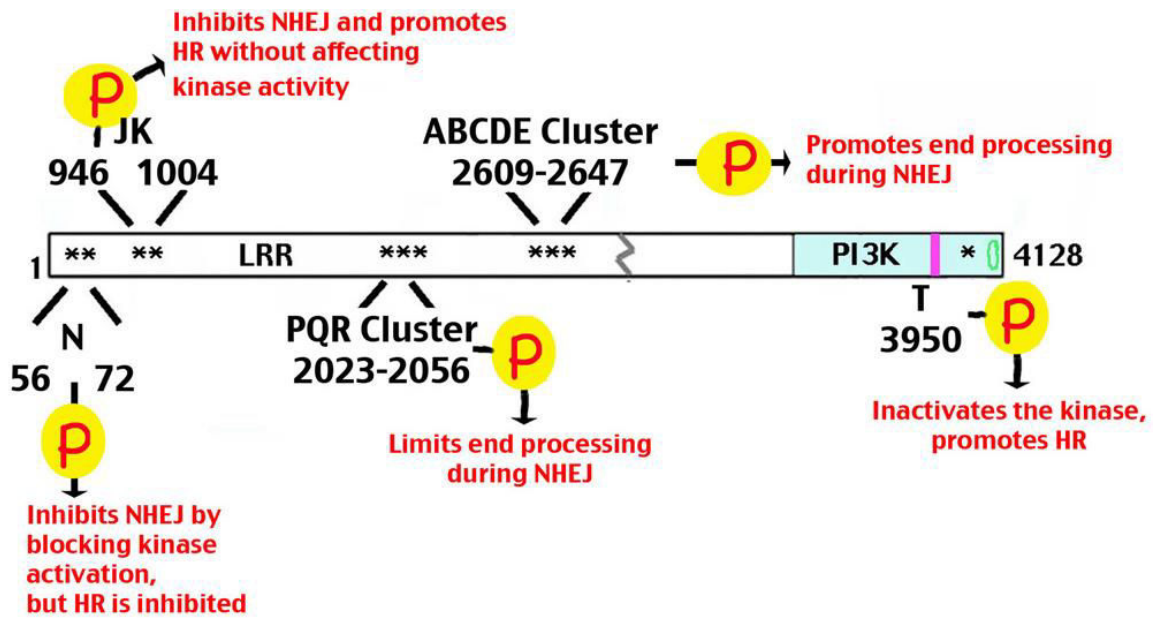 Inhibits NHEJ and promotes
HR without affecting
kinase activity
P
JK
946 1004
ABCDE Cluster
2609-2647
P
Promotes end processing
during NHEJ
1
** ** LRR *** *** PI3K *
4128
N
56 72
P
Inhibits NHEJ by
blocking kinase
activation,
but HR is inhibited
PQR Cluster
2023-2056
P
Limits end processing
during NHEJ
T
3950
P
Inactivates the kinase,
promotes HR